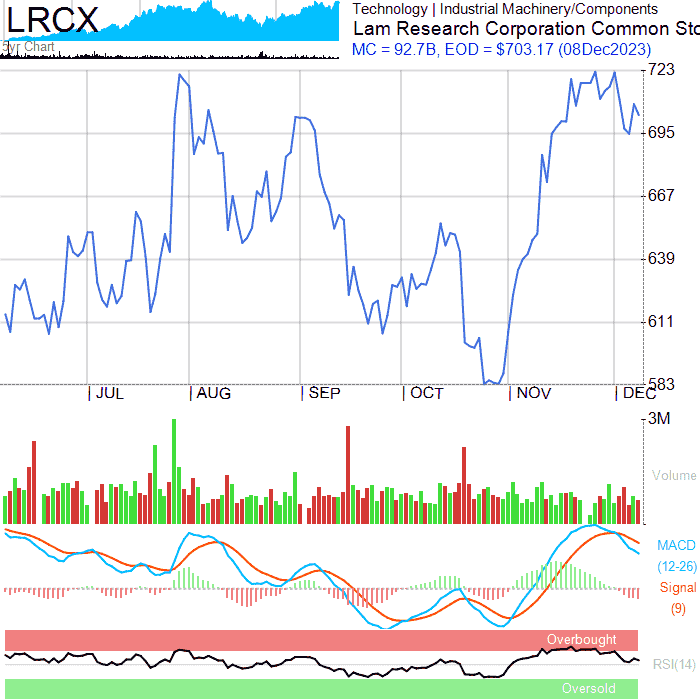 LRCX
5yr Chart
Technology | Industrial Machinery/Components
Lam Research Corporation Common Sto
MC = 92.7B, EOD = $703.17 (08Dec2023)
723
695
667
639
611
583
JUL AUG SEP OCT NOV DEC
3M
Volume
MACD
(12-26)
Signal
(9)
Overbought
RSI(14)
Oversold